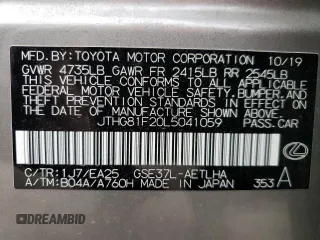 MFD.BY:TOYOTA MOTOR CORPORATION 10/19
GVWR 4735LB GAWR FR 2415LB RR 2545LB
THIS VEHICLE CONFORMS TO ALL APPLICABLE
FEDERAL MOTOR VEHICLE SAFETY, BUMPER, AND
THEFT PREVENTION STANDARDS IN EFFECT ON THE
DATE OF MANUFACTURE SHOWN ABOVE.
JTHG81F20L5041059 PASS.CAR
C/TR:1J7/EA25 GSE37L-AETLHA
A/TM:B04A/A760H MADE IN JAPAN 353 A
DREAMBID